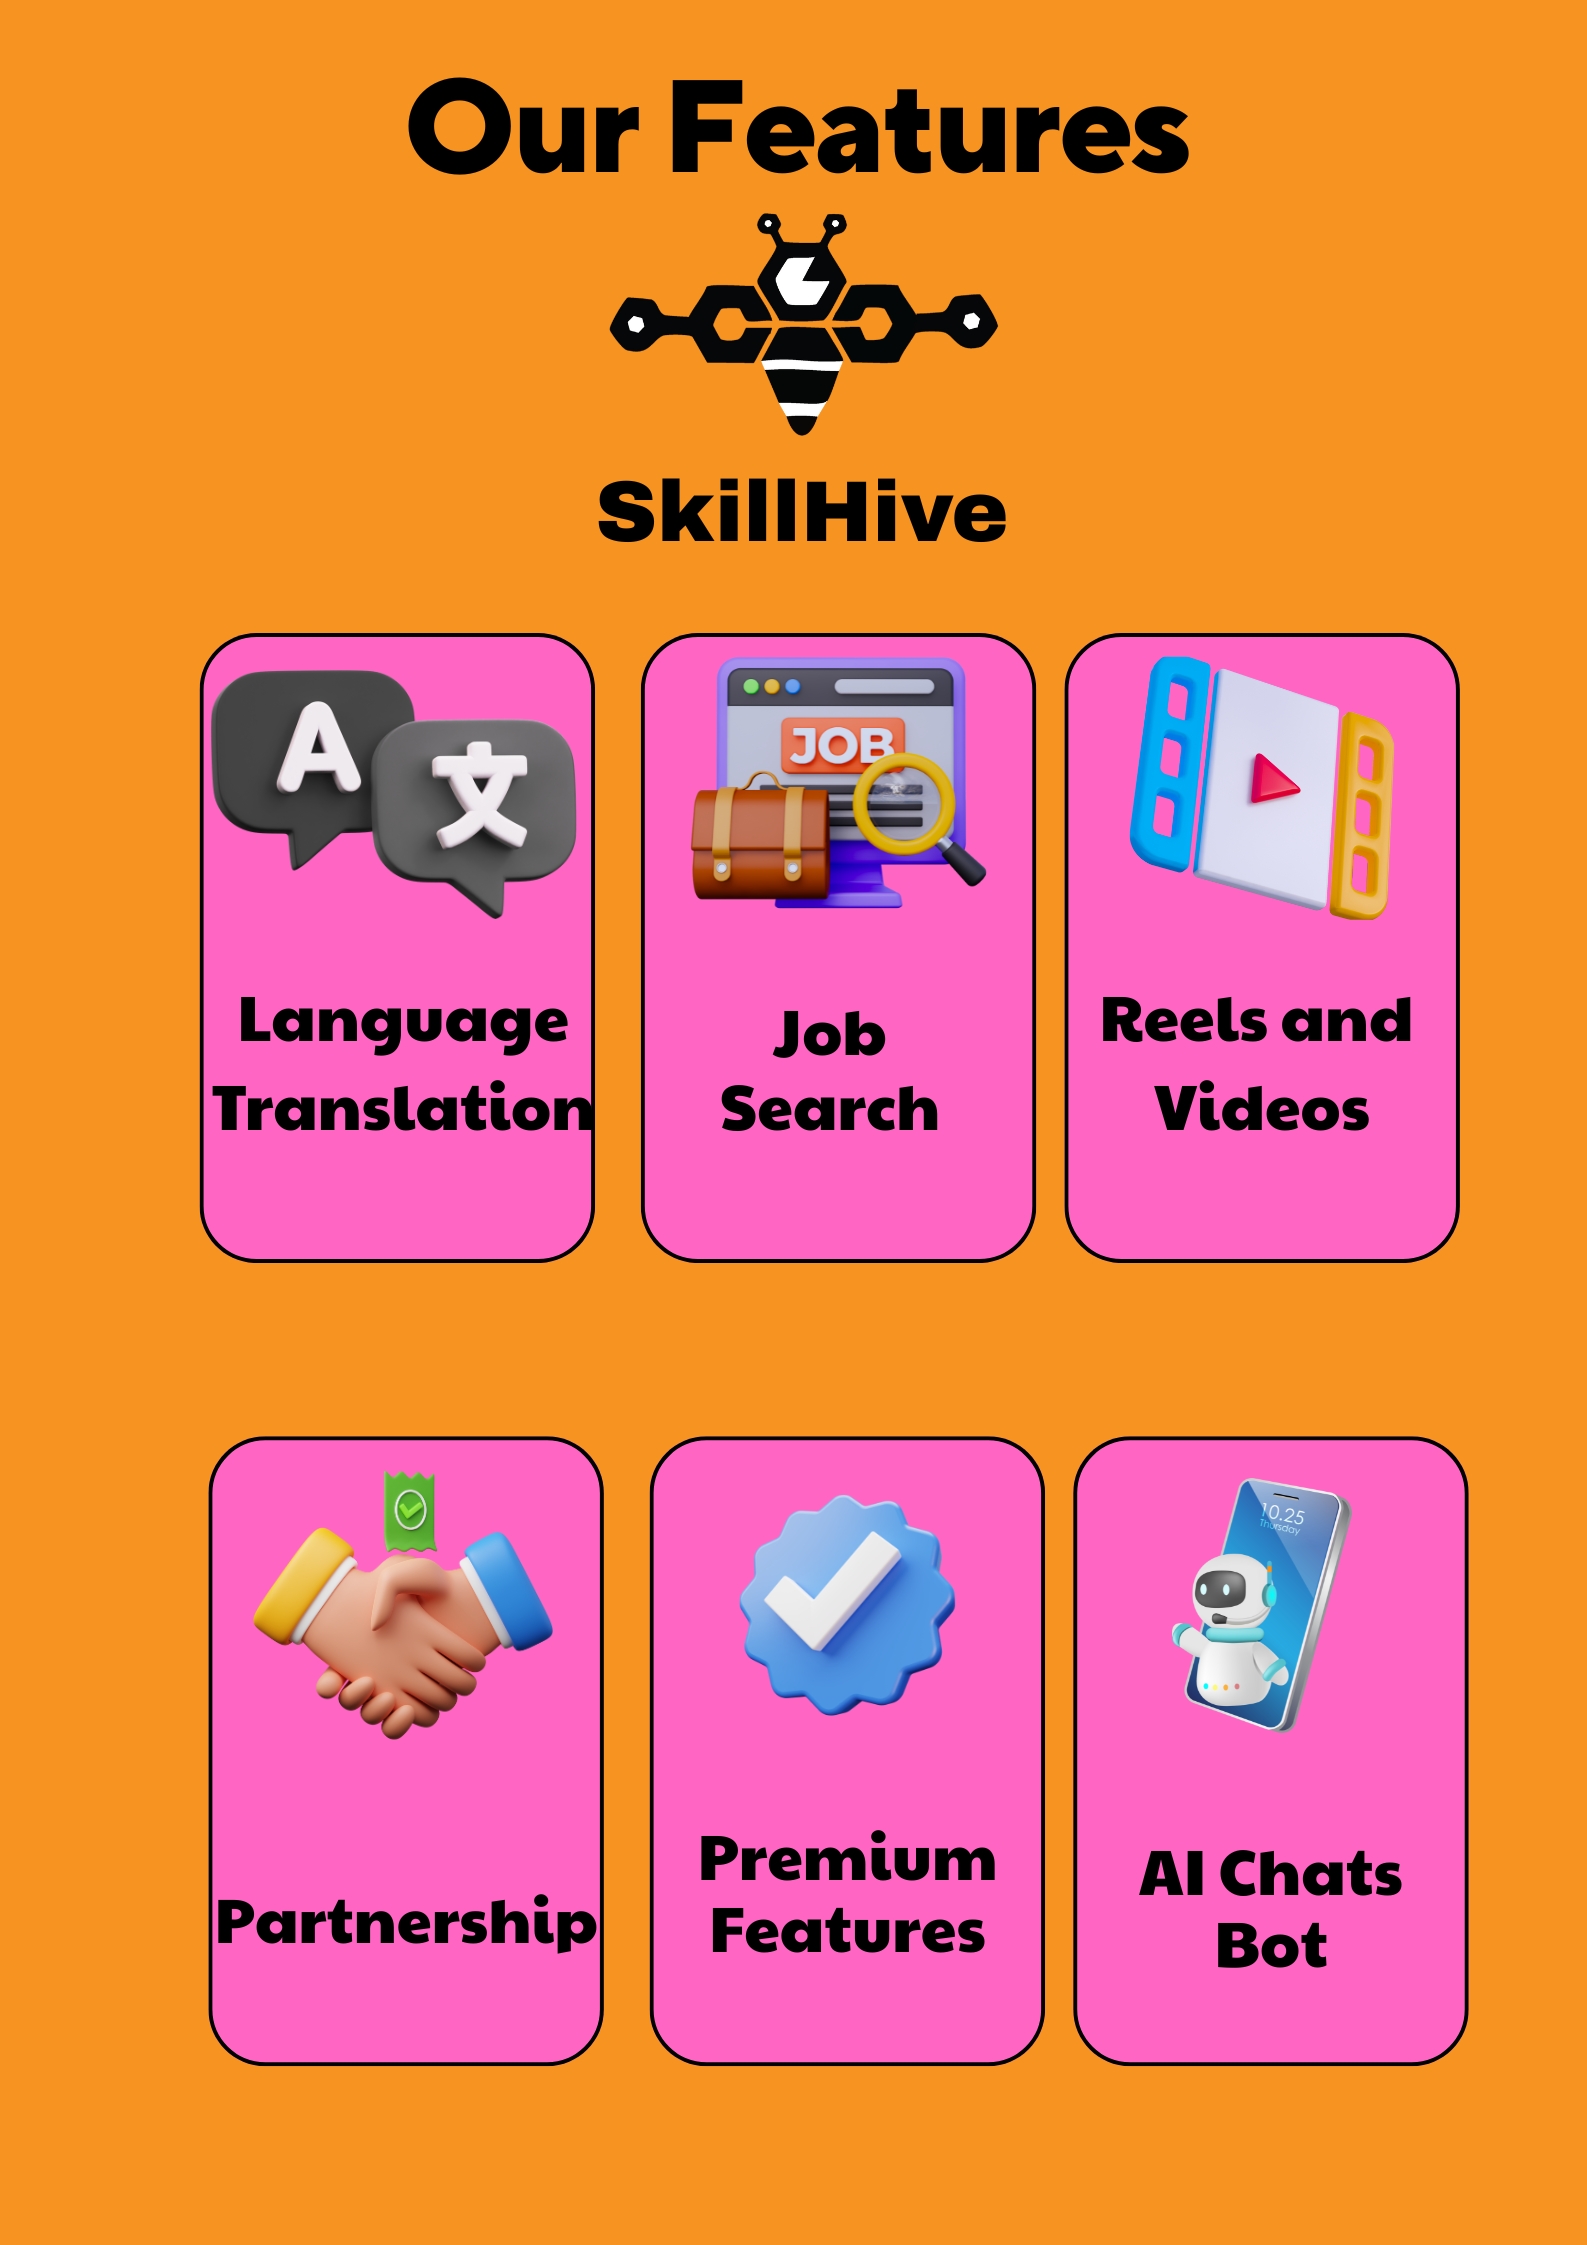 Our Features
SkillHive
A
文
JOB
Language
Translation
Job
Search
Reels and
Videos
10.25
Thursday
Partnership
Premium
Features
AI Chats
Bot